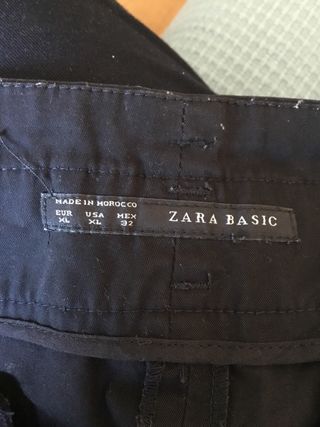 MADE IN MOROCCO
EUR USA MEX
XL XL 32
ZARA BASIC